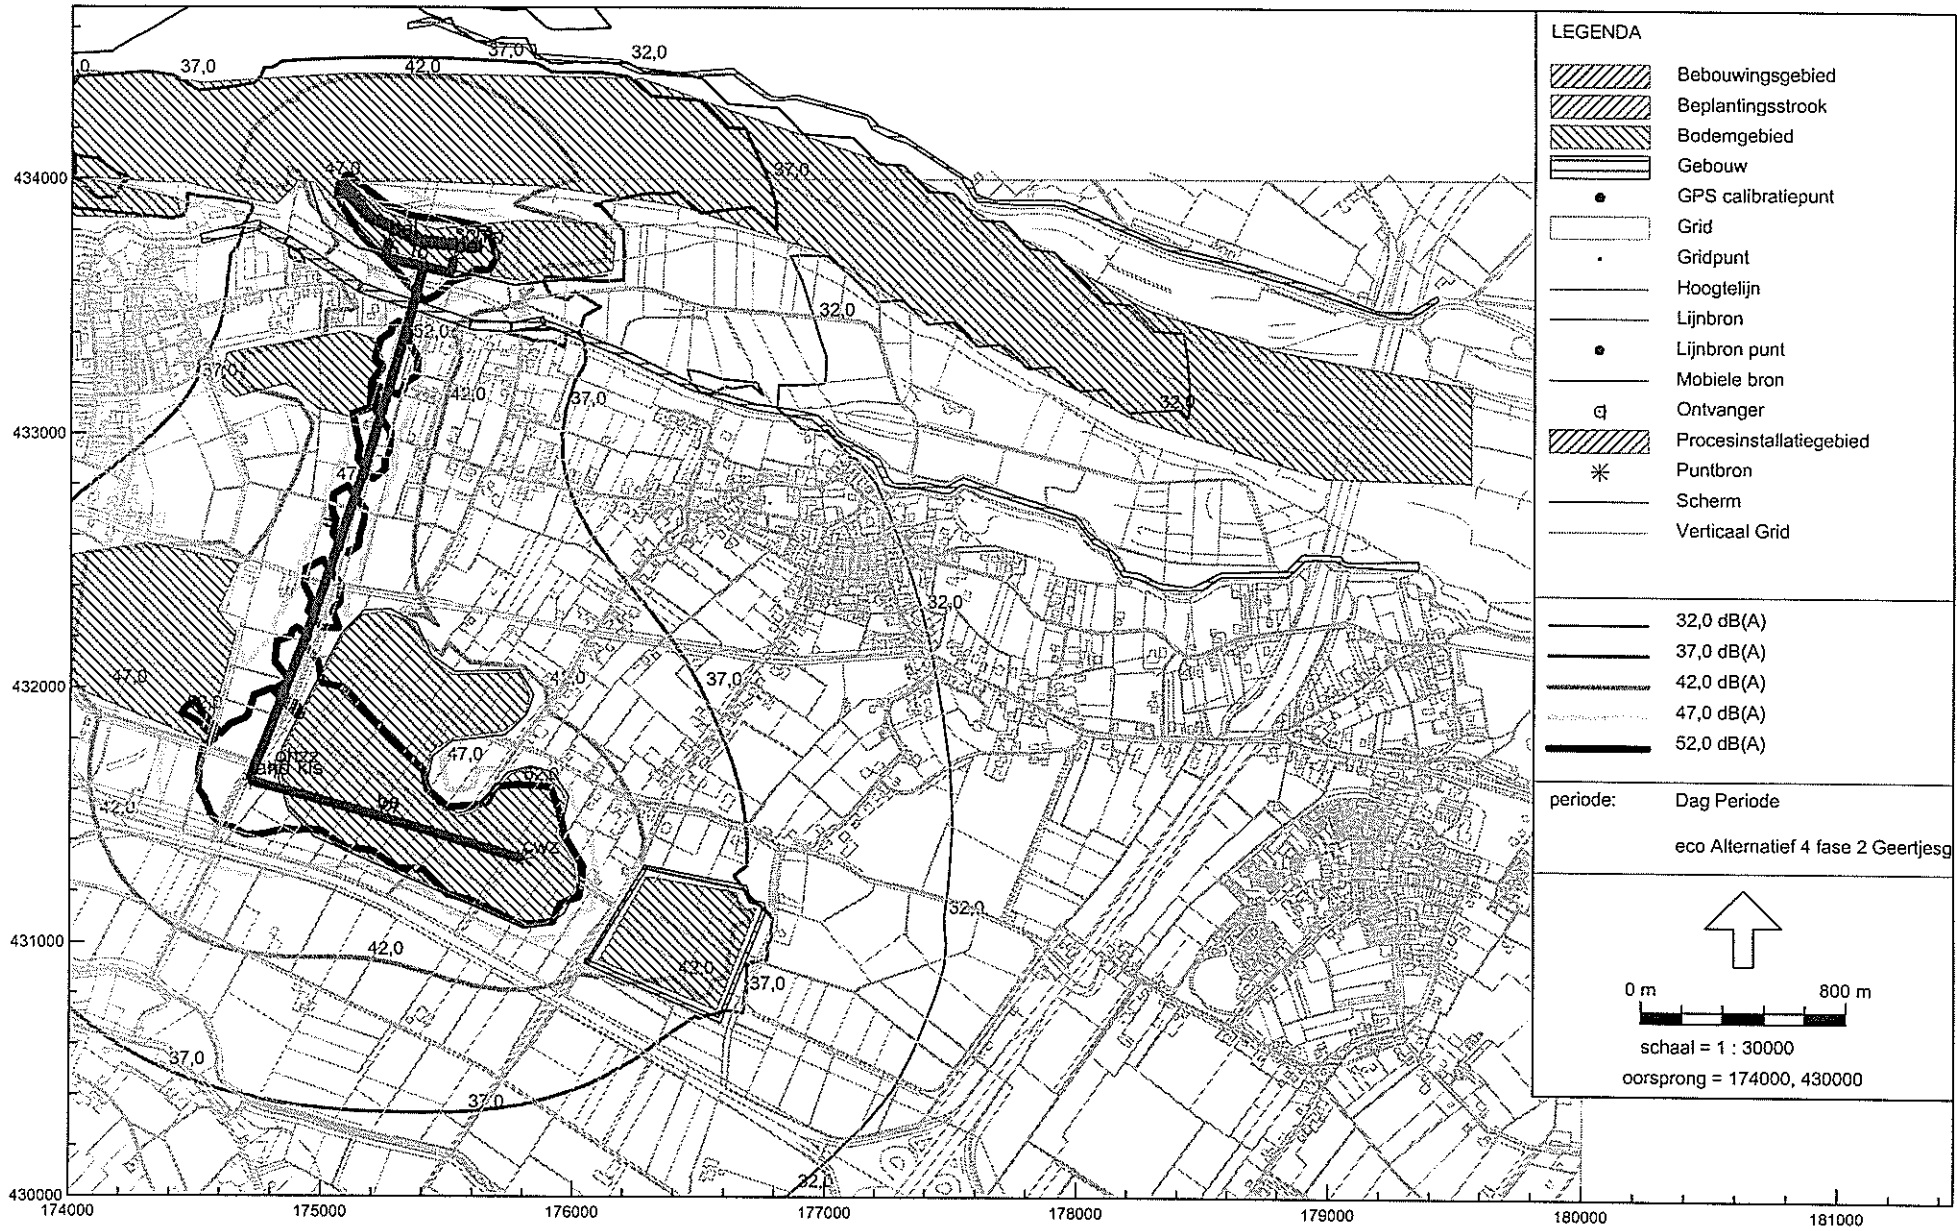 37,0
32,0
,0
37,0
42,0
47,0
37,0
434000
32,0
52,0
37,0
42,0
37,0
32,0
433000
47
32,0
47,0
37,0
432000
47,0
bg
cwz
42,0
431000
42,0
42,0
37,0
32,0
37,0
37,0
32,0
430000
174000
175000
176000
177000
178000
179000
180000
181000
LEGENDA
Bebouwingsgebied
Beplantingsstrook
Bodemgebied
Gebouw
GPS calibratiepunt
Grid
Gridpunt
Hoogtelijn
Lijnbron
Lijnbron punt
Mobiele bron
Ontvanger
Procesinstallatiegebied
Puntbron
Scherm
Verticaal Grid
32,0 dB(A)
37,0 dB(A)
42,0 dB(A)
47,0 dB(A)
52,0 dB(A)
periode: Dag Periode
eco Alternatief 4 fase 2 Geertjesg
0 m 800 m
schaal = 1 : 30000
oorsprong = 174000, 430000